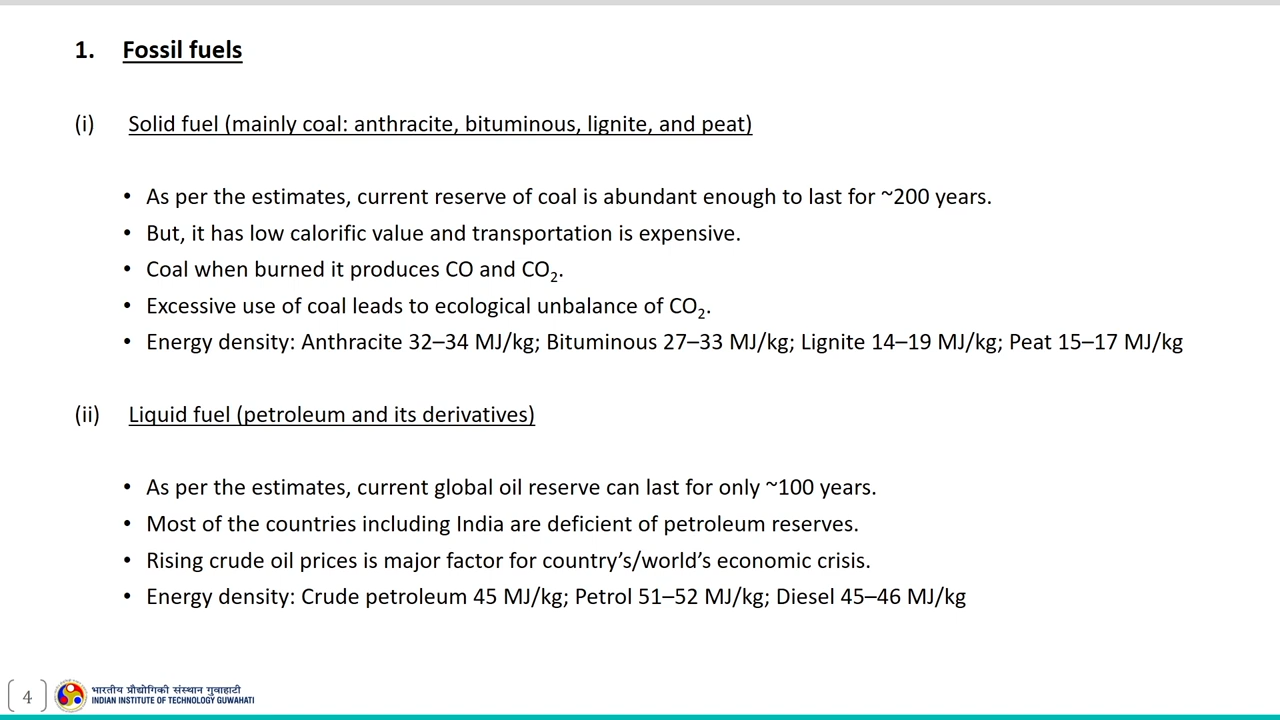 1. Fossil fuels
(i) Solid fuel (mainly coal: anthracite, bituminous, lignite, and peat)
• As per the estimates, current reserve of coal is abundant enough to last for ~200 years.
• But, it has low calorific value and transportation is expensive.
• Coal when burned it produces CO and CO₂.
• Excessive use of coal leads to ecological unbalance of CO₂.
• Energy density: Anthracite 32–34 MJ/kg; Bituminous 27–33 MJ/kg; Lignite 14–19 MJ/kg; Peat 15–17 MJ/kg
(ii) Liquid fuel (petroleum and its derivatives)
• As per the estimates, current global oil reserve can last for only ~100 years.
• Most of the countries including India are deficient of petroleum reserves.
• Rising crude oil prices is major factor for country’s/world’s economic crisis.
• Energy density: Crude petroleum 45 MJ/kg; Petrol 51–52 MJ/kg; Diesel 45–46 MJ/kg
4
भारतीय प्रौद्योगिकी संस्थान गुवाहाटी
INDIAN INSTITUTE OF TECHNOLOGY GUWAHATI